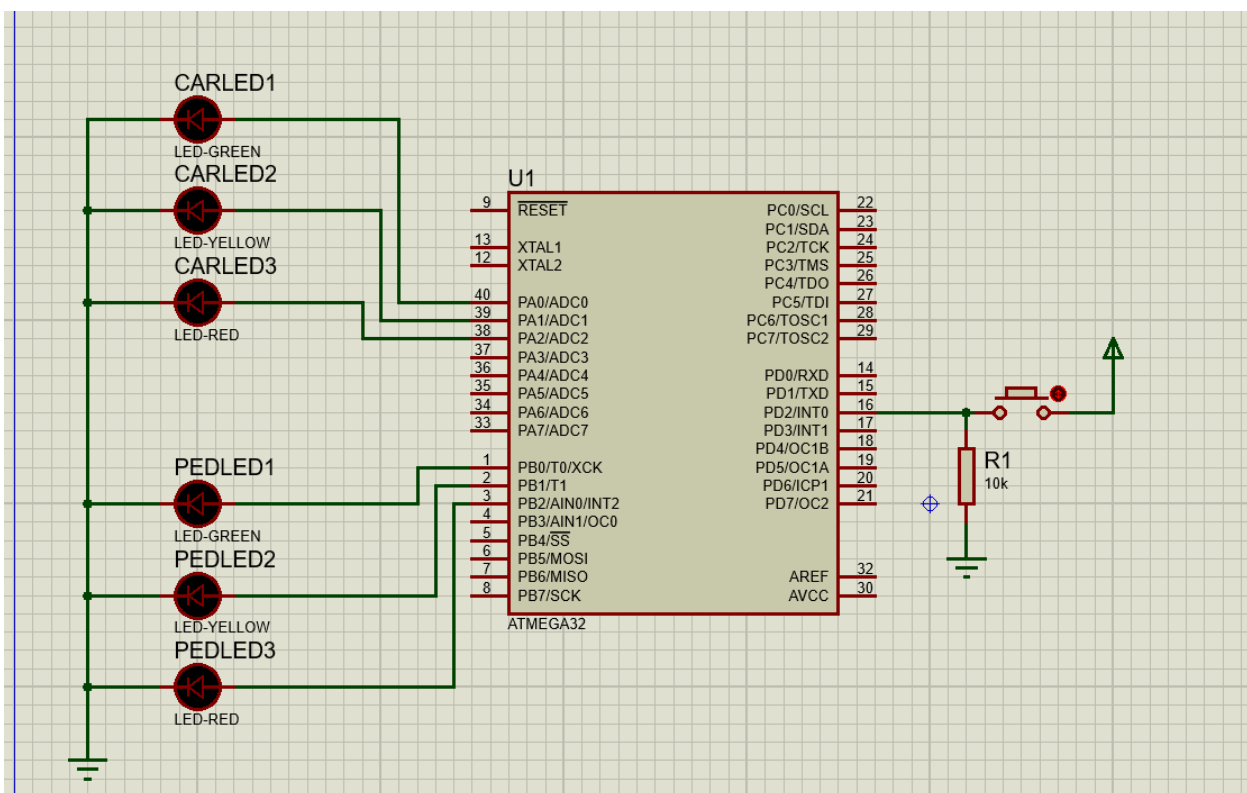 CARLED1
LED-GREEN
CARLED2
LED-YELLOW
CARLED3
LED-RED
PEDLED1
LED-GREEN
PEDLED2
LED-YELLOW
PEDLED3
LED-RED
U1
9 RESET
13 XTAL1
12 XTAL2
40 PA0/ADC0
39 PA1/ADC1
38 PA2/ADC2
37 PA3/ADC3
36 PA4/ADC4
35 PA5/ADC5
34 PA6/ADC6
33 PA7/ADC7
1 PB0/T0/XCK
2 PB1/T1
3 PB2/AIN0/INT2
4 PB3/AIN1/OC0
5 PB4/SS
6 PB5/MOSI
7 PB6/MISO
8 PB7/SCK
PC0/SCL 22
PC1/SDA 23
PC2/TCK 24
PC3/TMS 25
PC4/TDO 26
PC5/TDI 27
PC6/TOSC1 28
PC7/TOSC2 29
PD0/RXD 14
PD1/TXD 15
PD2/INT0 16
PD3/INT1 17
PD4/OC1B 18
PD5/OC1A 19
PD6/ICP1 20
PD7/OC2 21
AREF 32
AVCC 30
ATMEGA32
R1
10k